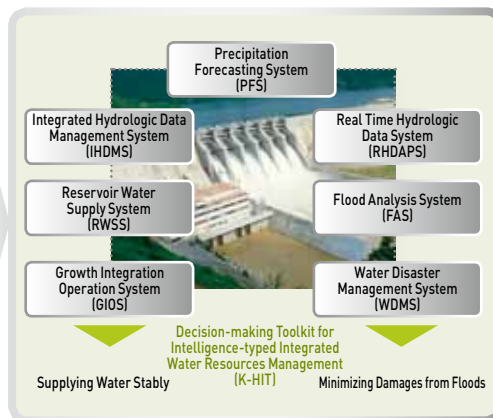 Precipitation
Forecasting System
(PFS)
Integrated Hydrologic Data
Management System
(IHDMS)
Real Time Hydrologic
Data System
(RHDAPS)
Reservoir Water
Supply System
(RWSS)
Flood Analysis System
(FAS)
Growth Integration
Operation System
(GIOS)
Water Disaster
Management System
(WDMS)
Decision-making Toolkit for
Intelligence-typed Integrated
Water Resources Management
(K-HIT)
Supplying Water Stably
Minimizing Damages from Floods